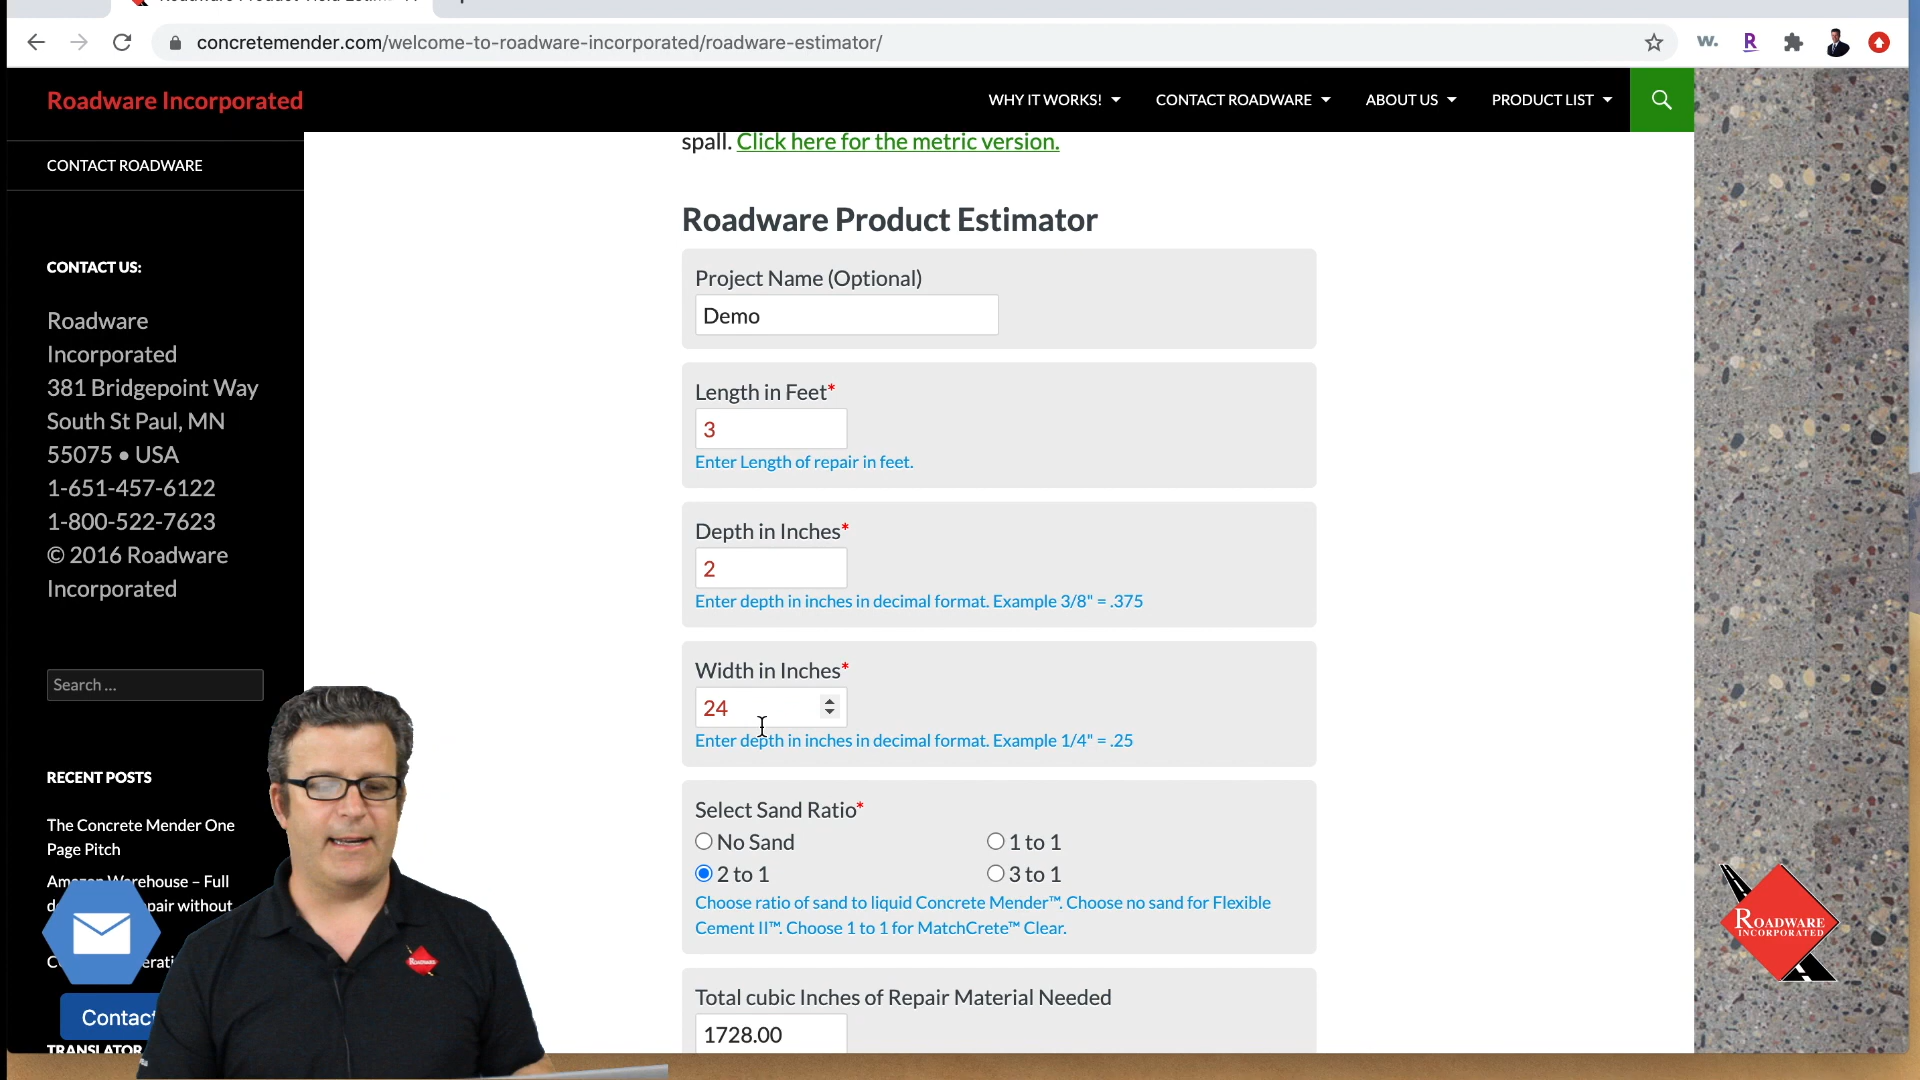 concretemender.com/welcome-to-roadware-incorporated/roadware-estimator/
W.
R
Roadware Incorporated
WHY IT WORKS!
CONTACT ROADWARE
ABOUT US
PRODUCT LIST
CONTACT ROADWARE
spall. Click here for the metric version.
CONTACT US:
Roadware
Incorporated
381 Bridgepoint Way
South St Paul, MN
55075 • USA
1-651-457-6122
1-800-522-7623
© 2016 Roadware
Incorporated
Search …
RECENT POSTS
The Concrete Mender One
Page Pitch
Warehouse – Full
pair without
Contact
TRANSLATOR
Roadware Product Estimator
Project Name (Optional)
Demo
Length in Feet*
3
Enter Length of repair in feet.
Depth in Inches*
2
Enter depth in inches in decimal format. Example 3/8" = .375
Width in Inches*
24
Enter depth in inches in decimal format. Example 1/4" = .25
Select Sand Ratio*
No Sand
1 to 1
2 to 1
3 to 1
Choose ratio of sand to liquid Concrete Mender™. Choose no sand for Flexible
Cement II™. Choose 1 to 1 for MatchCrete™ Clear.
Total cubic Inches of Repair Material Needed
1728.00
Roadware
ROADWARE
INCORPORATED